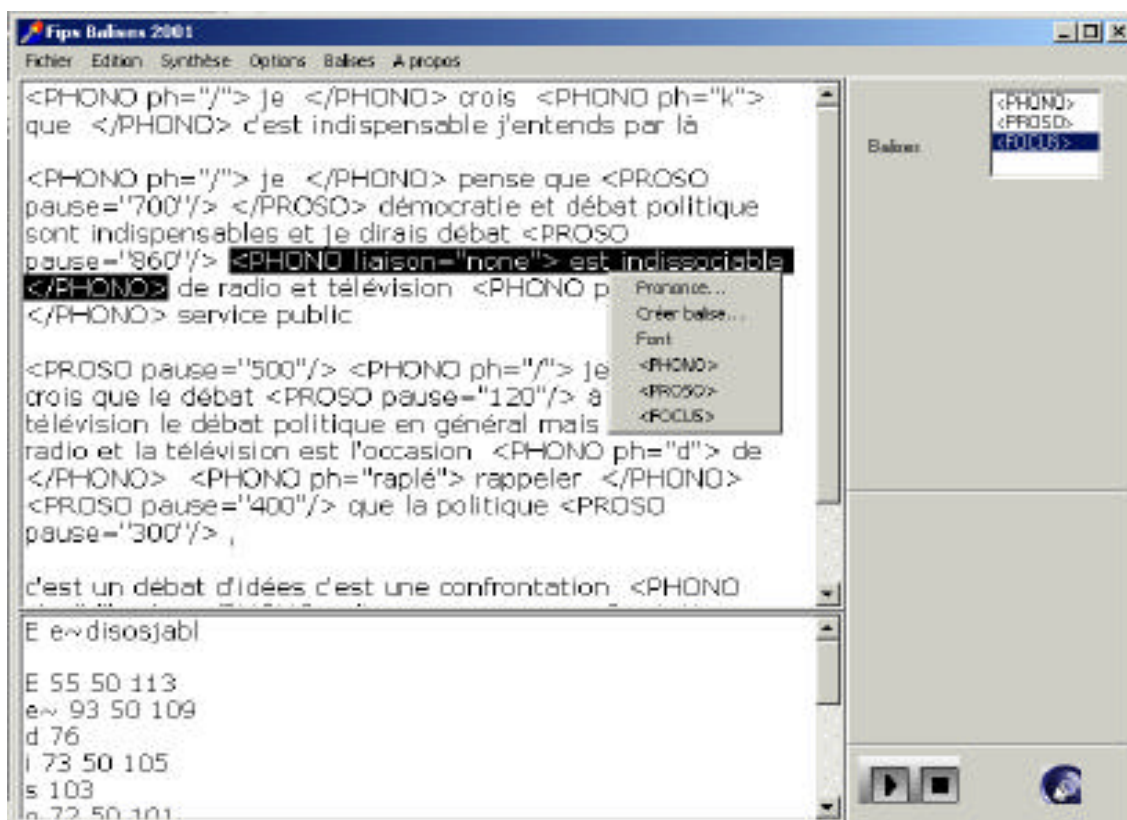 Fips Balises 2001
Fichier Edition Synthèse Options Balises A propos
<PHONO ph="/"> je </PHONO> crois <PHONO ph="k">
que </PHONO> c'est indispensable j'entends par là
<PHONO ph="/"> je </PHONO> pense que <PROSO
pause="700"/> </PROSO> démocratie et débat politique
sont indispensables et je dirais débat <PROSO
pause="860"/> <PHONO liaison="none"> est indissociable
</PHONO> de radio et télévision <PHONO p
</PHONO> service public
<PROSO pause="500"/> <PHONO ph="/"> je
crois que le débat <PROSO pause="120"/> à
télévision le débat politique en général mais
radio et la télévision est l'occasion <PHONO ph="d"> de
</PHONO> <PHONO ph="raplé"> rappeler </PHONO>
<PROSO pause="400"/> que la politique <PROSO
pause="300"/> ,
c'est un débat d'idées c'est une confrontation <PHONO
Prononce...
Créer balise...
Font
<PHONO>
<PROSO>
<FOCUS>
Balises
<PHONO>
<PROSO>
<FOCUS>
E e~disosjabl
E 55 50 113
e~ 93 50 109
d 76
i 73 50 105
s 103
o 72 50 101